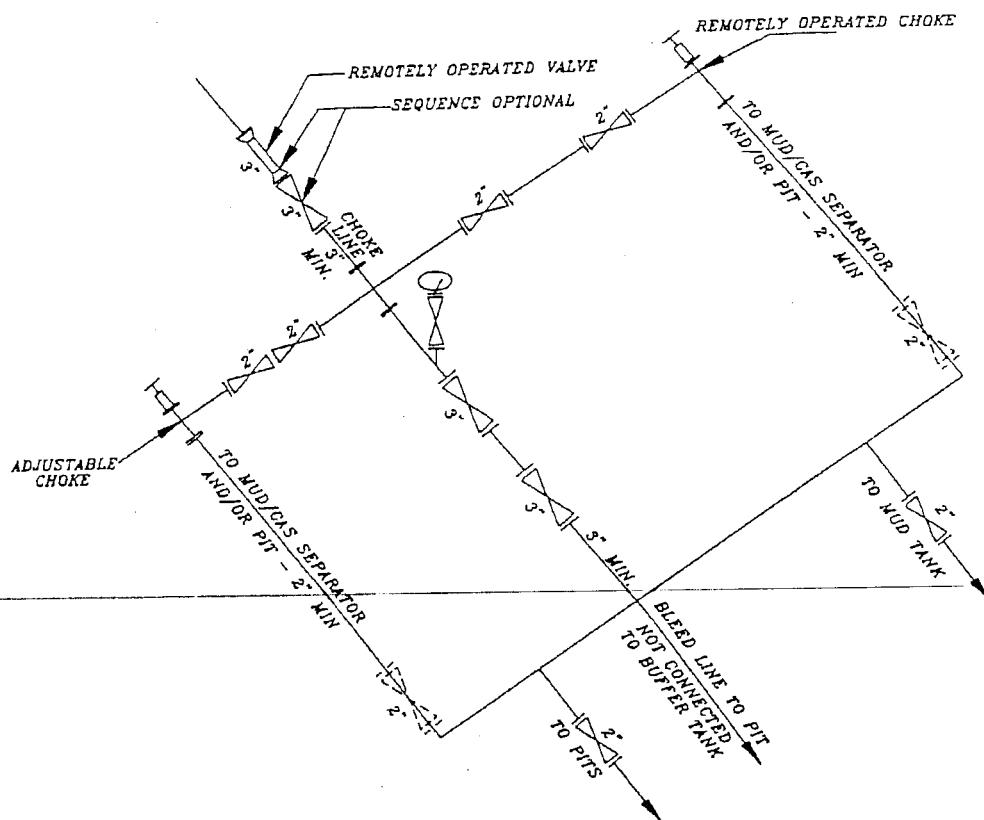 REMOTELY OPERATED CHOKE
REMOTELY OPERATED VALVE
SEQUENCE OPTIONAL
3"
3"
CHOKE
LINE
3"
MIN.
2"
2"
TO MUD/GAS SEPARATOR
AND/OR PIT - 2" MIN
2"
2"
2"
ADJUSTABLE
CHOKE
TO MUD/GAS SEPARATOR
AND/OR PIT - 2" MIN
2"
3"
3"
3" MIN.
2"
TO MUD TANK
BLEED LINE TO PIT
NOT CONNECTED
TO BUFFER TANK
2"
TO PITS